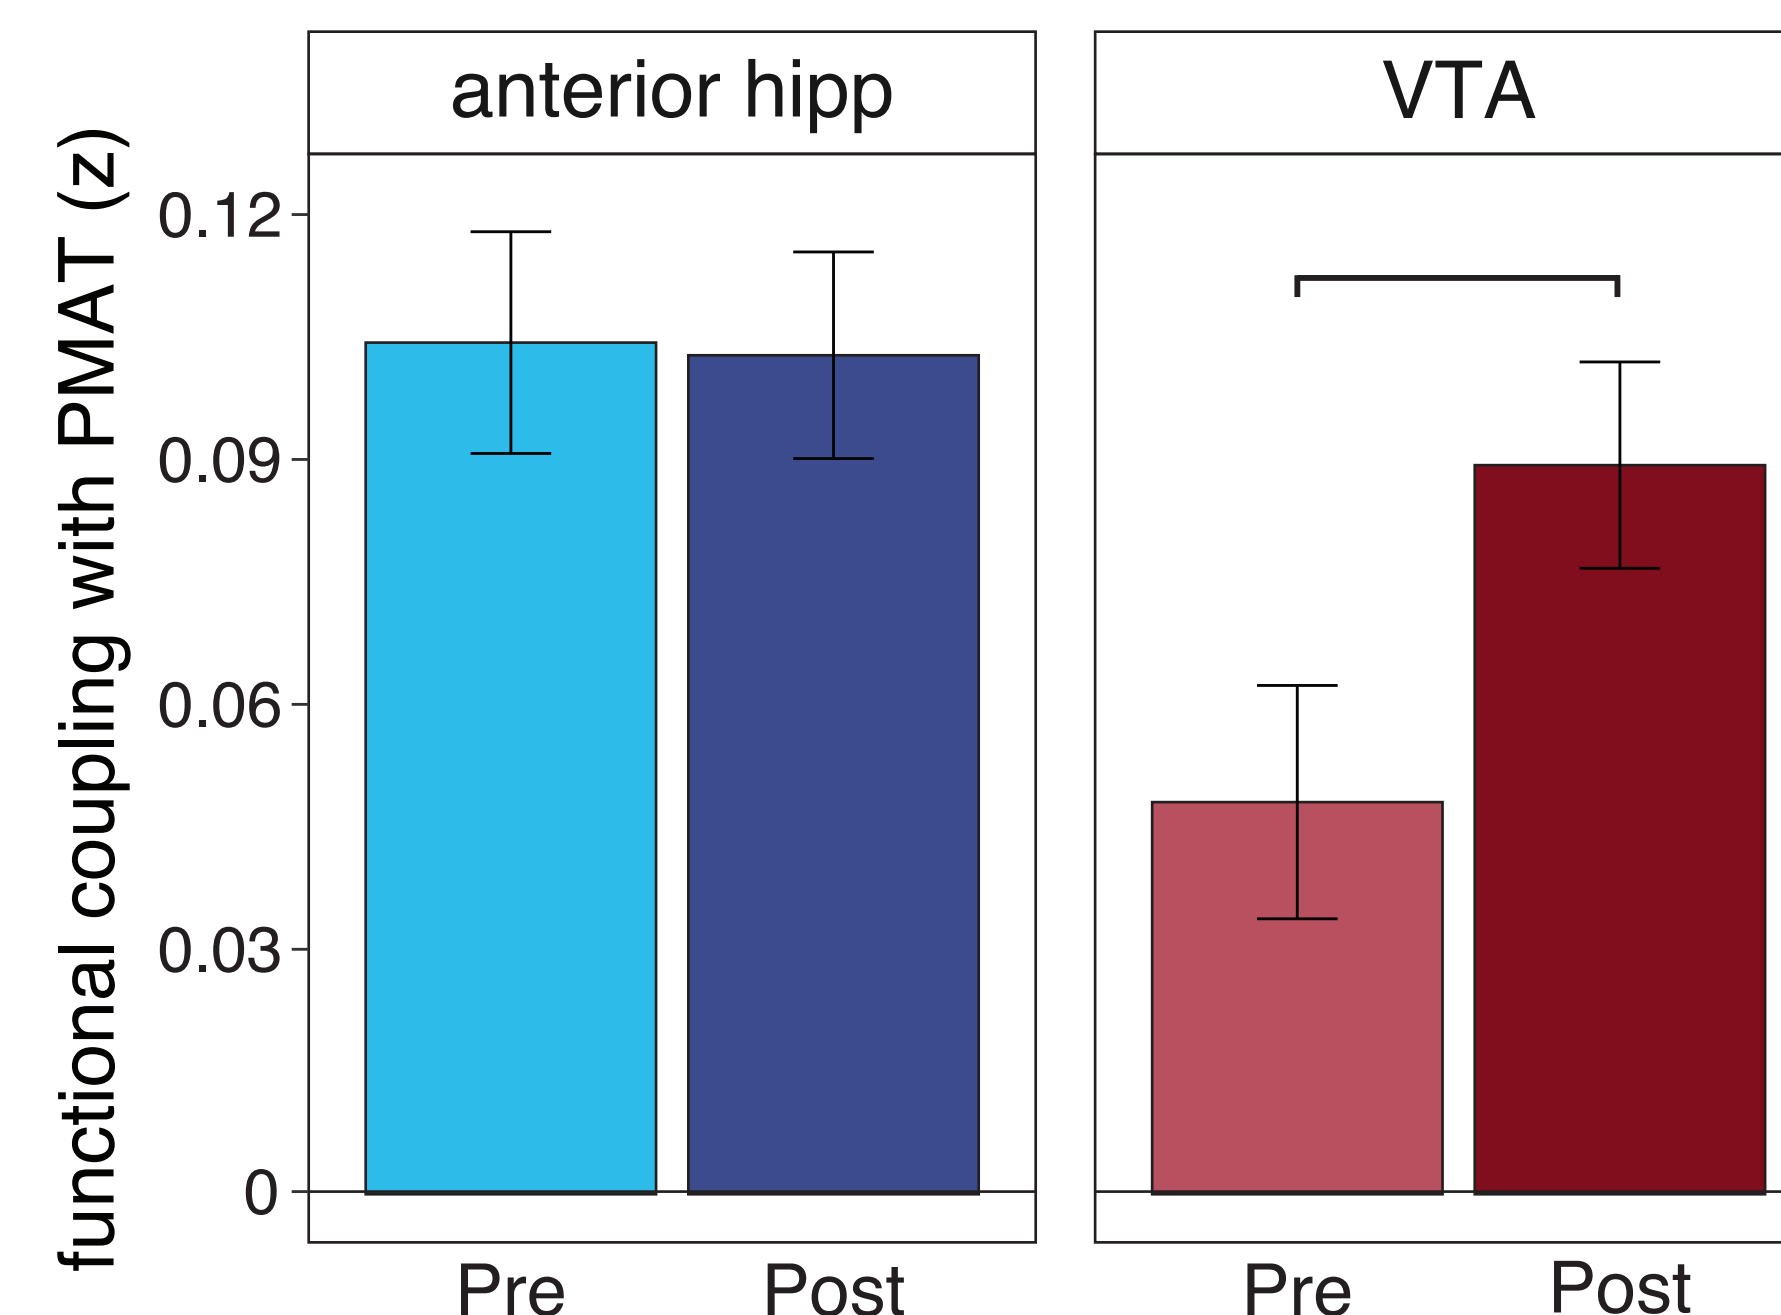 anterior hipp
VTA
functional coupling with PMAT (z)
0.12
0.09
0.06
0.03
0
Pre
Post
Pre
Post